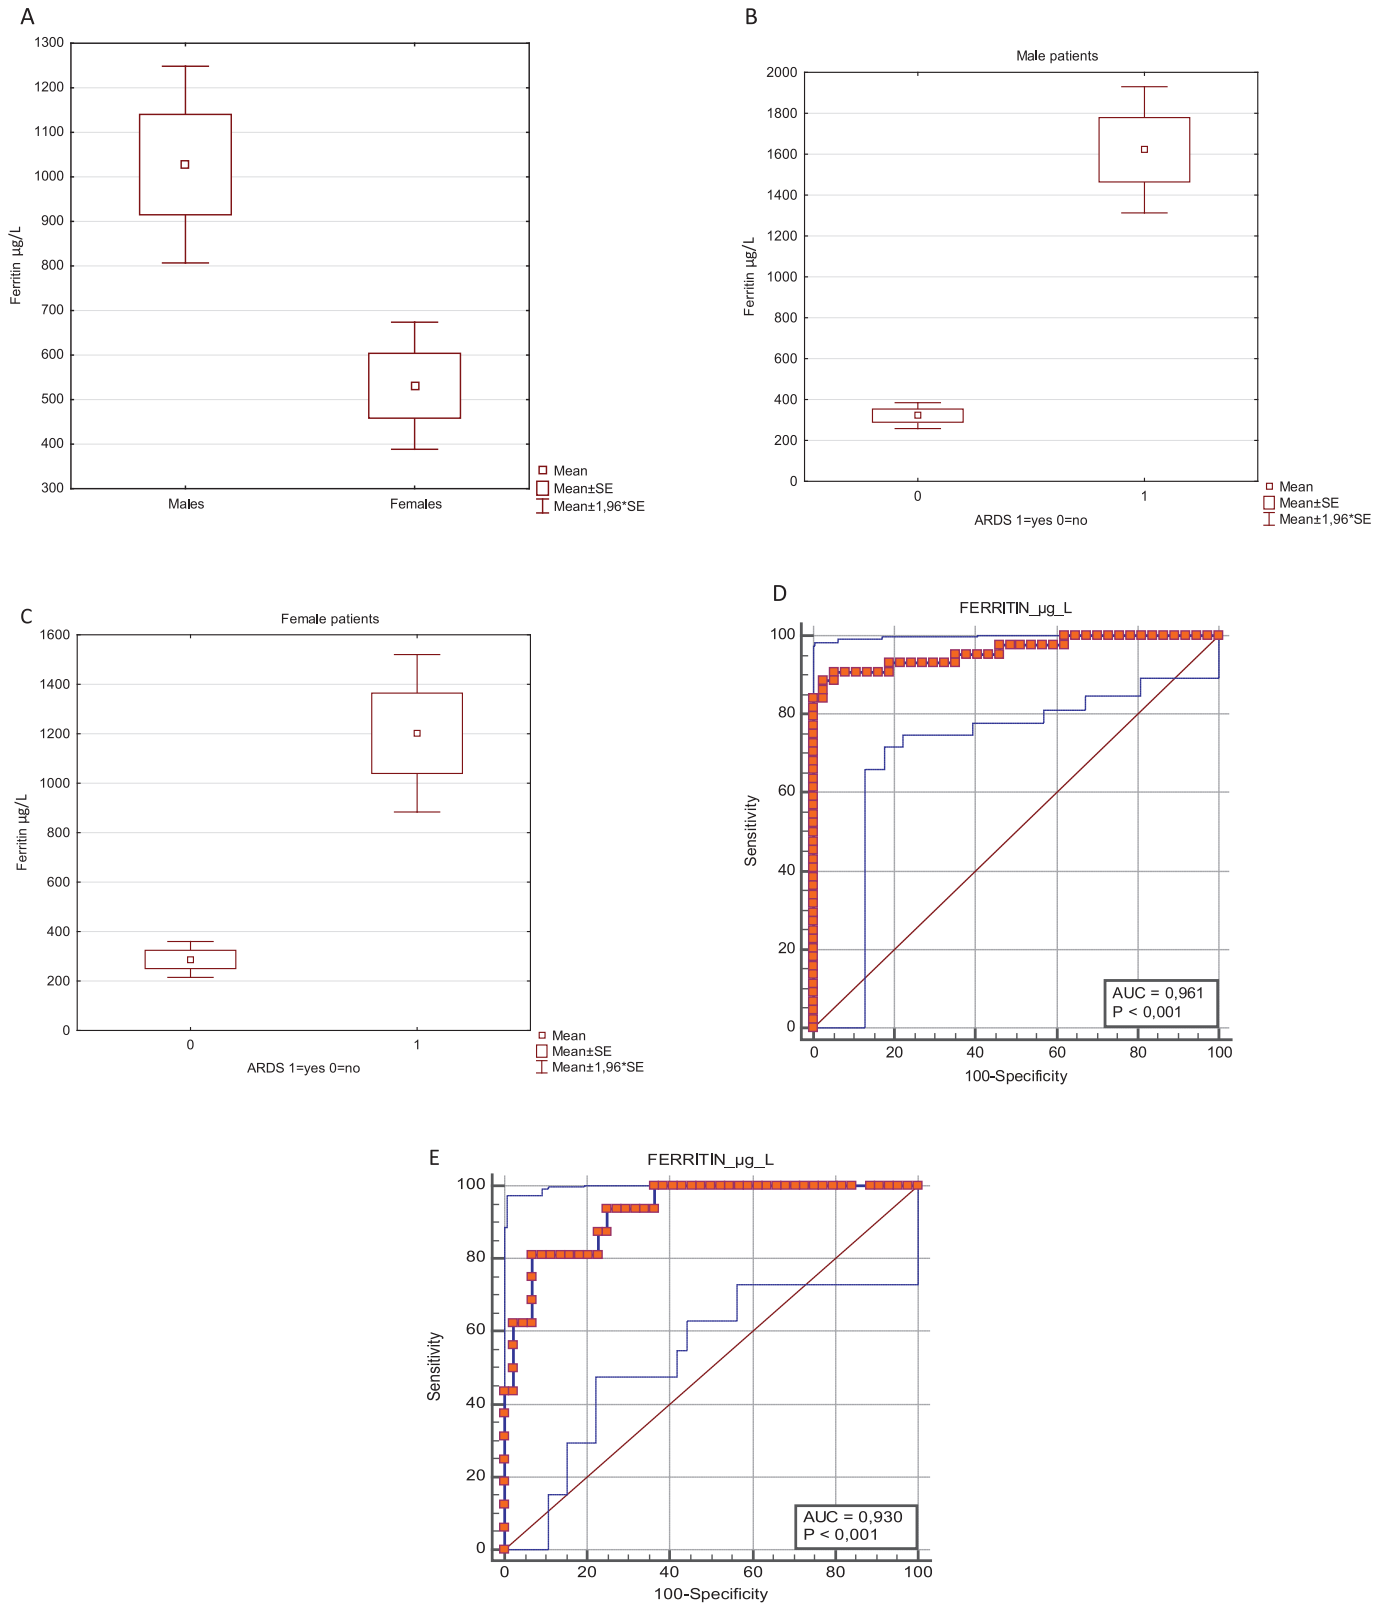 A
1300
1200
1100
1000
900
800
700
600
500
400
300
Ferritin µg/L
Males
Females
Mean
Mean±SE
Mean±1,96*SE
B
Male patients
2000
1800
1600
1400
1200
1000
800
600
400
200
0
Ferritin µg/L
0
1
ARDS 1=yes 0=no
Mean
Mean±SE
Mean±1,96*SE
C
Female patients
1600
1400
1200
1000
800
600
400
200
0
Ferritin µg/L
0
1
ARDS 1=yes 0=no
Mean
Mean±SE
Mean±1,96*SE
D
FERRITIN_µg_L
100
80
60
40
20
0
Sensitivity
AUC = 0,961
P < 0,001
0
20
40
60
80
100
100-Specificity
E
FERRITIN_µg_L
100
80
60
40
20
0
Sensitivity
AUC = 0,930
P < 0,001
0
20
40
60
80
100
100-Specificity